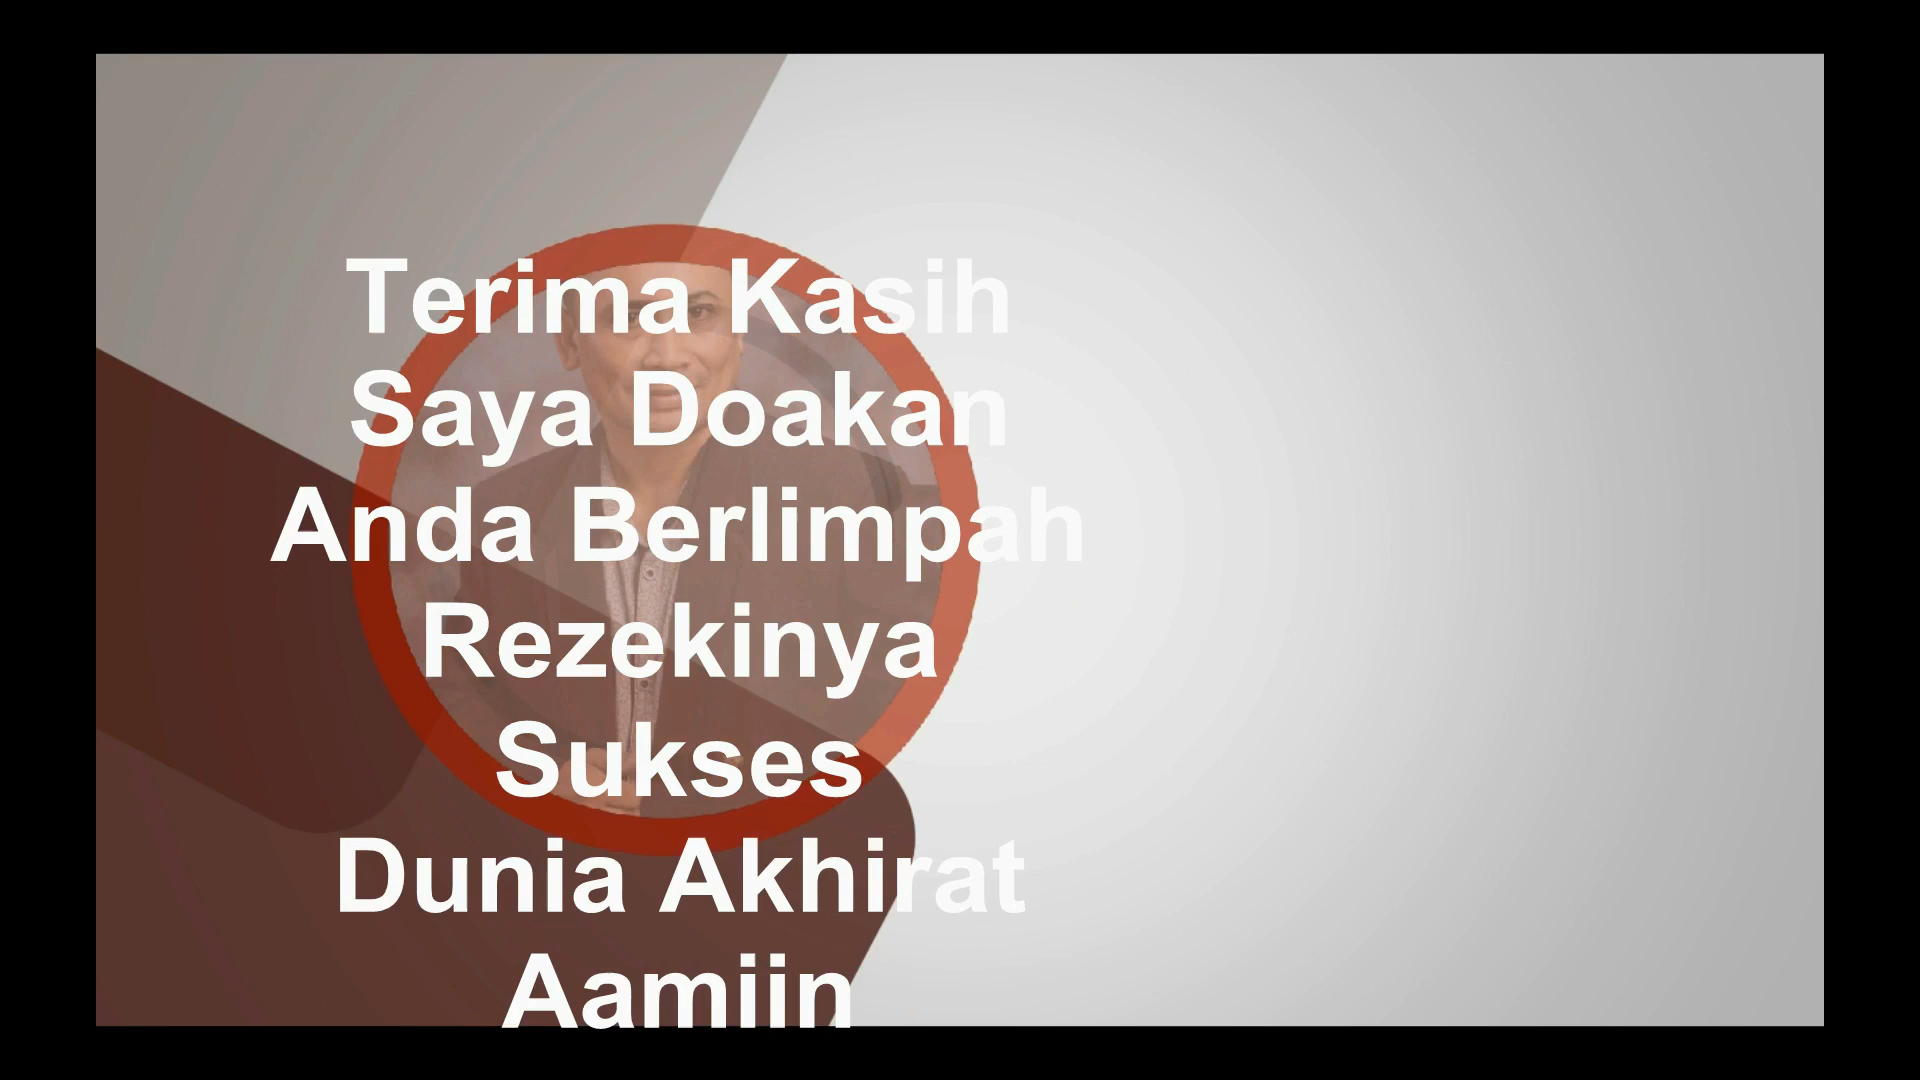 Terima Kasih
Saya Doakan
Anda Berlimpah
Rezekinya
Sukses
Dunia Akhirat
Aamiin